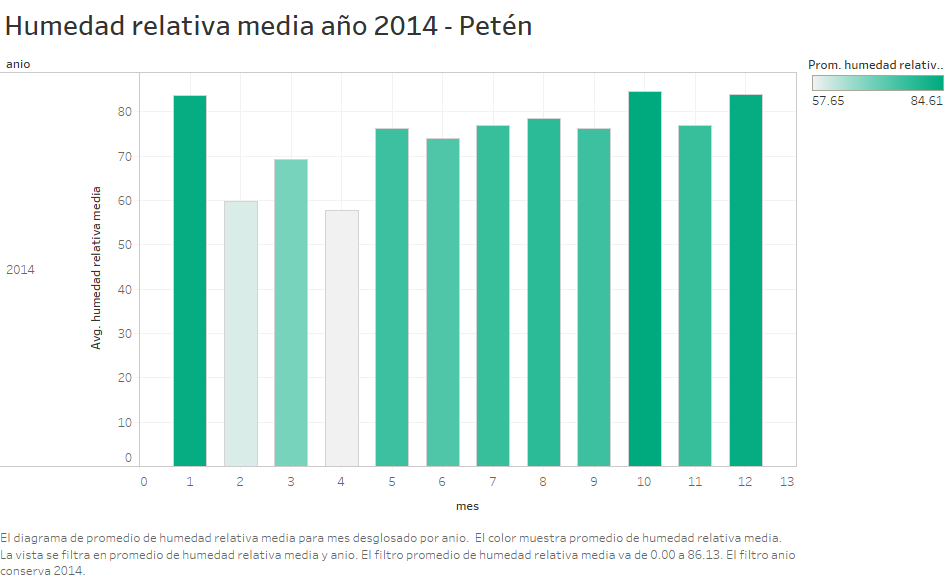 Humedad relativa media año 2014 - Petén
anio
Prom. humedad relativ..
57.65 84.61
80
70
60
50
40
30
20
10
0
Avg. humedad relativa media
2014
0 1 2 3 4 5 6 7 8 9 10 11 12 13
mes
El diagrama de promedio de humedad relativa media para mes desglosado por anio. El color muestra promedio de humedad relativa media.
La vista se filtra en promedio de humedad relativa media y anio. El filtro promedio de humedad relativa media va de 0.00 a 86.13. El filtro anio
conserva 2014.